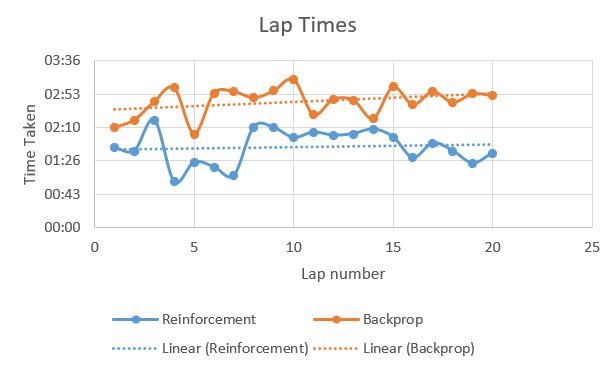 Lap Times
03:36
02:53
02:10
01:26
00:43
00:00
Time Taken
0 5 10 15 20 25
Lap number
Reinforcement Backprop
Linear (Reinforcement) Linear (Backprop)